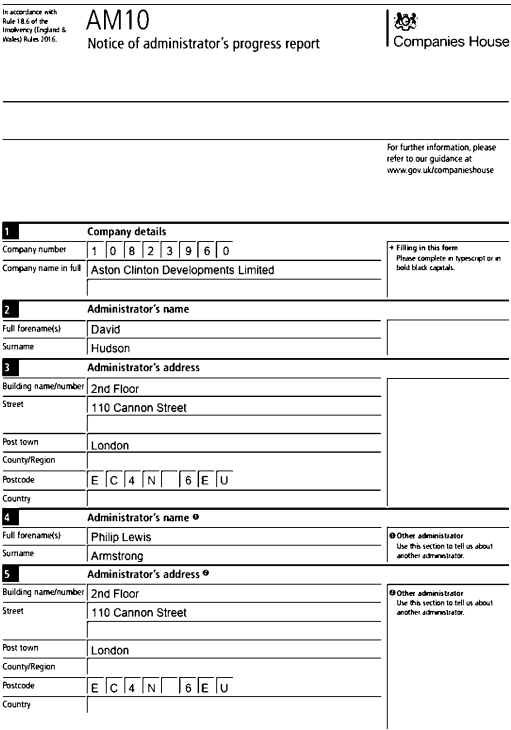 In accordance with
Rule 18.6 of the
Insolvency (England &
Wales) Rules 2016.
AM10
Notice of administrator's progress report
Companies House
For further information, please
refer to our guidance at
www.gov.uk/companieshouse
1 Company details
Company number 1 0 8 2 3 9 6 0
→ Filling in this form
Please complete in typescript or in
bold black capitals.
Company name in full Aston Clinton Developments Limited
2 Administrator's name
Full forename(s) David
Surname Hudson
3 Administrator's address
Building name/number 2nd Floor
Street 110 Cannon Street
Post town London
County/Region
Postcode E C 4 N 6 E U
Country
4 Administrator's name ❶
Full forename(s) Philip Lewis
❶ Other administrator
Use this section to tell us about
another administrator.
Surname Armstrong
5 Administrator's address ❷
Building name/number 2nd Floor
❷ Other administrator
Use this section to tell us about
another administrator.
Street 110 Cannon Street
Post town London
County/Region
Postcode E C 4 N 6 E U
Country